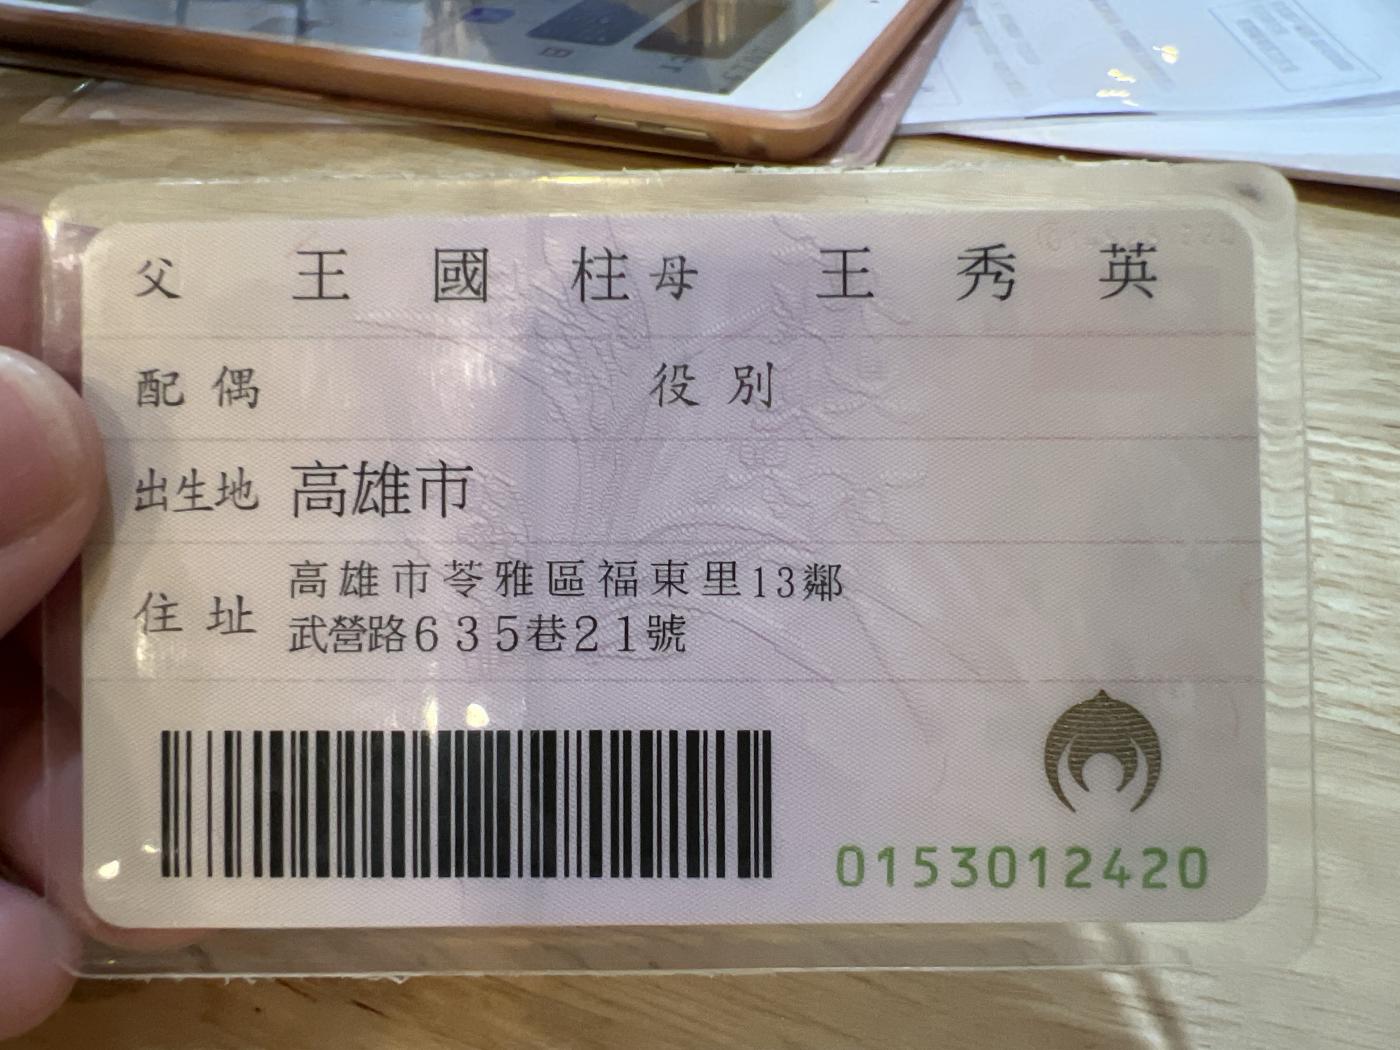 父 王國柱 母 王秀英
配偶 役別
出生地 高雄市
住址 高雄市苓雅區福東里13鄰
武營路635巷21號
0153012420